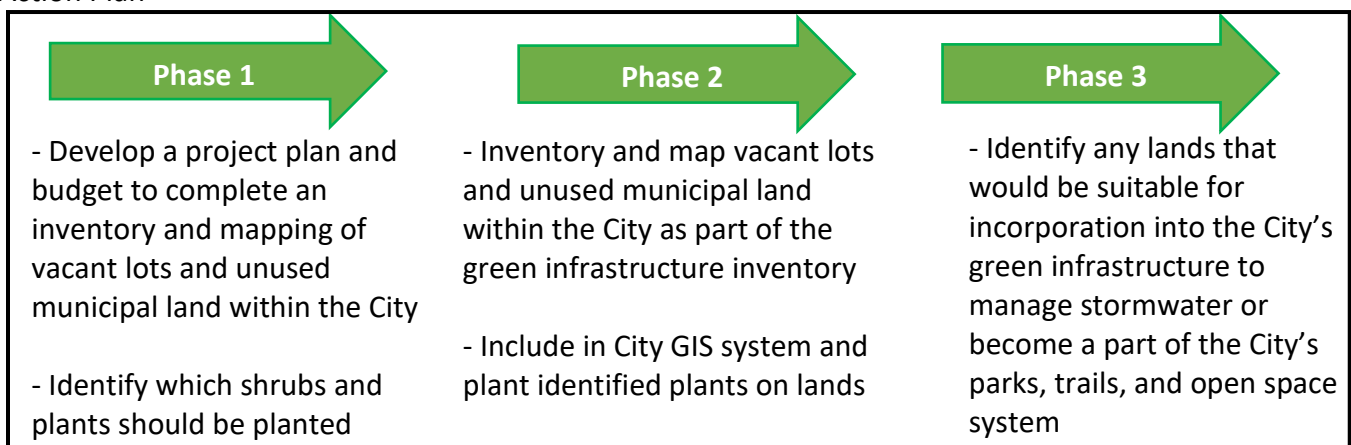 Phase 1
- Develop a project plan and
budget to complete an
inventory and mapping of
vacant lots and unused
municipal land within the City
- Identify which shrubs and
plants should be planted
Phase 2
- Inventory and map vacant lots
and unused municipal land
within the City as part of the
green infrastructure inventory
- Include in City GIS system and
plant identified plants on lands
Phase 3
- Identify any lands that
would be suitable for
incorporation into the City’s
green infrastructure to
manage stormwater or
become a part of the City’s
parks, trails, and open space
system